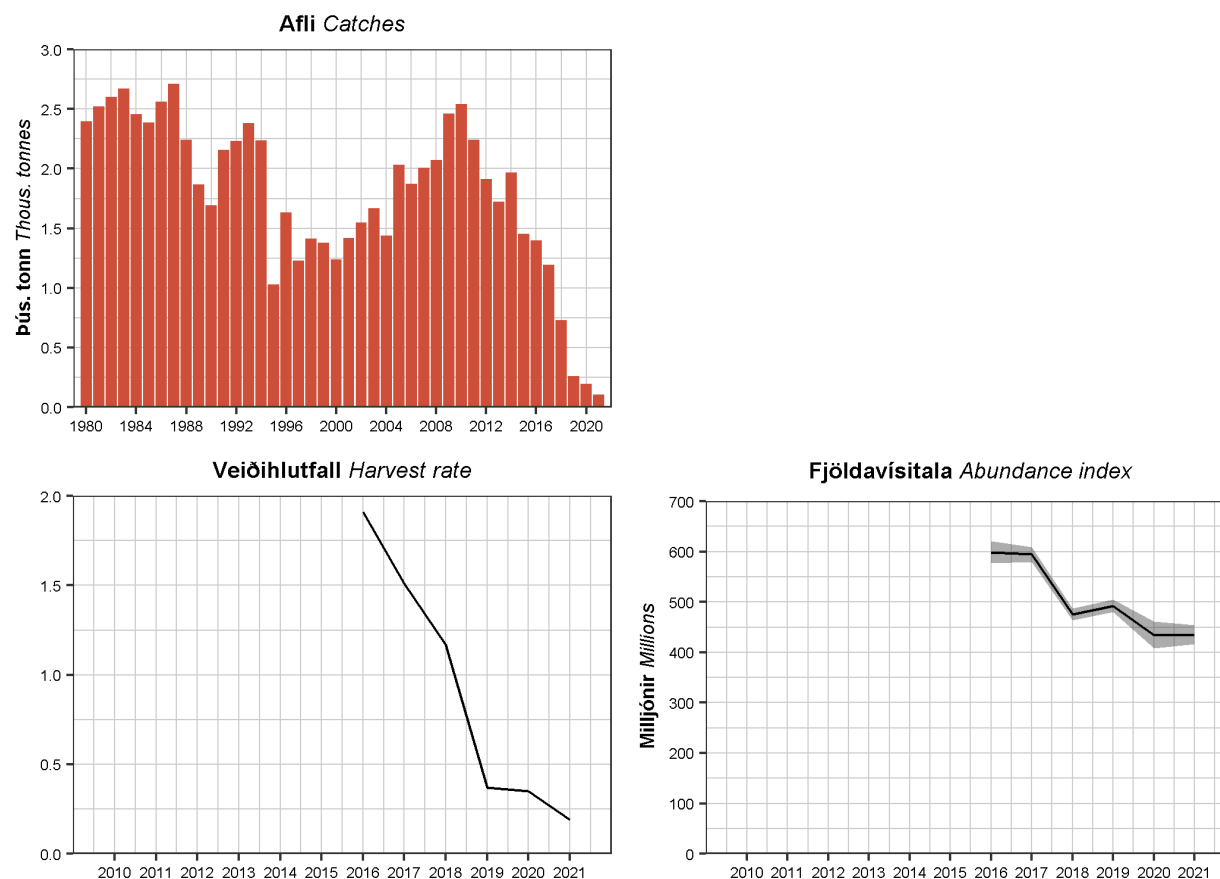 Afli Catches
Þús. tonn Thous. tonnes
3.0
2.5
2.0
1.5
1.0
0.5
0.0
1980 1984 1988 1992 1996 2000 2004 2008 2012 2016 2020
Veiðihlutfall Harvest rate
2.0
1.5
1.0
0.5
0.0
2010 2011 2012 2013 2014 2015 2016 2017 2018 2019 2020 2021
Fjöldavísitala Abundance index
Milljónir Millions
700
600
500
400
300
200
100
0
2010 2011 2012 2013 2014 2015 2016 2017 2018 2019 2020 2021